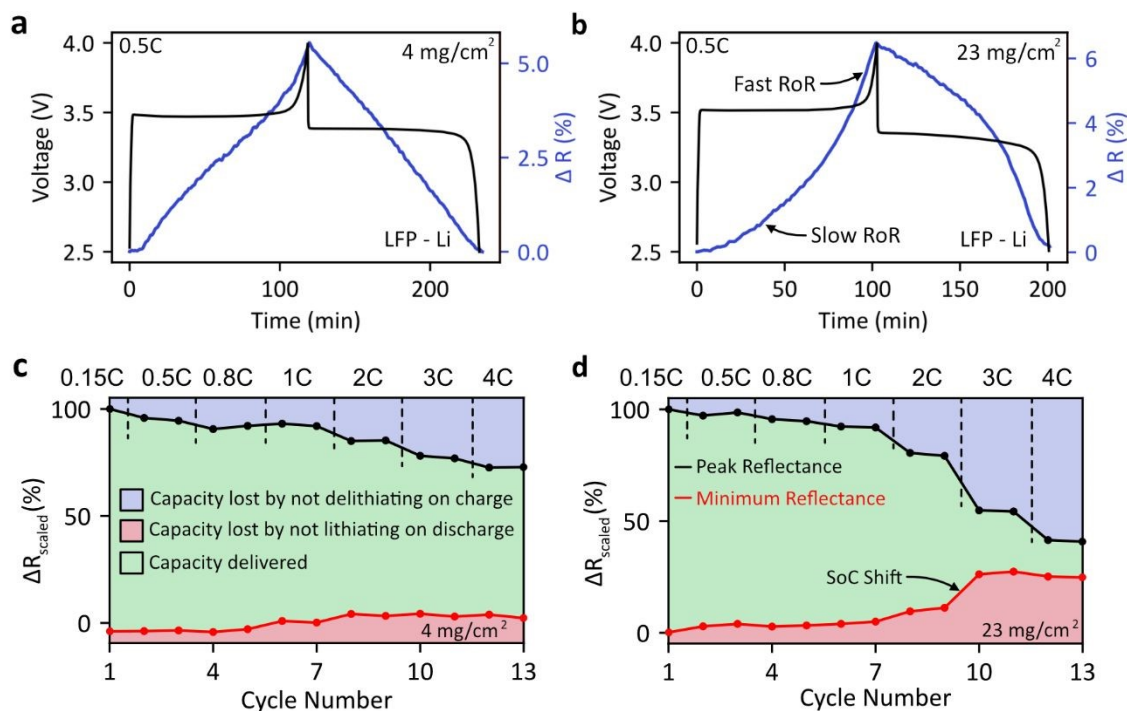 a
0.5C
4 mg/cm²
4.0
3.5
3.0
2.5
Voltage (V)
5.0
2.5
0.0
Δ R (%)
LFP - Li
0
100
200
Time (min)
b
0.5C
23 mg/cm²
4.0
3.5
3.0
2.5
Voltage (V)
Fast RoR
Slow RoR
6
4
2
0
Δ R (%)
LFP - Li
0
50
100
150
200
Time (min)
c
0.15C 0.5C 0.8C 1C 2C 3C 4C
100
50
0
ΔR_scaled (%)
Capacity lost by not delithiating on charge
Capacity lost by not lithiating on discharge
Capacity delivered
4 mg/cm²
1 4 7 10 13
Cycle Number
d
0.15C 0.5C 0.8C 1C 2C 3C 4C
100
50
0
ΔR_scaled (%)
Peak Reflectance
Minimum Reflectance
SoC Shift
23 mg/cm²
1 4 7 10 13
Cycle Number